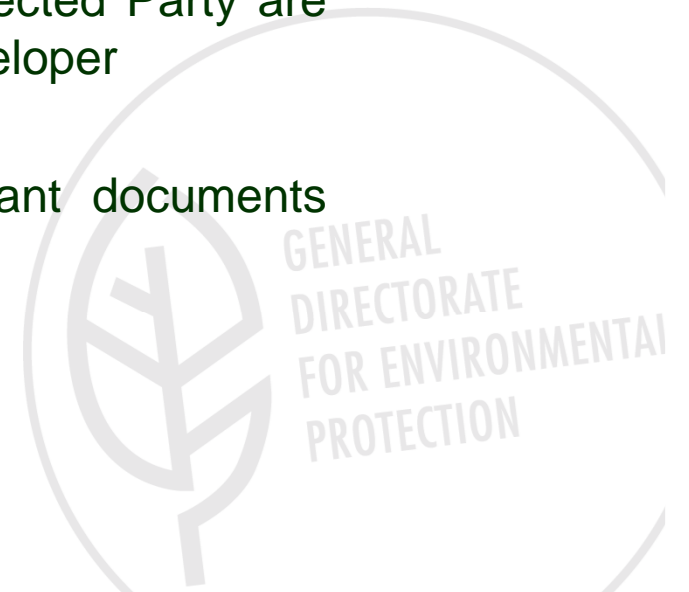 ected Party are
eloper
ant documents
GENERAL
DIRECTORATE
FOR ENVIRONMENTAL
PROTECTION